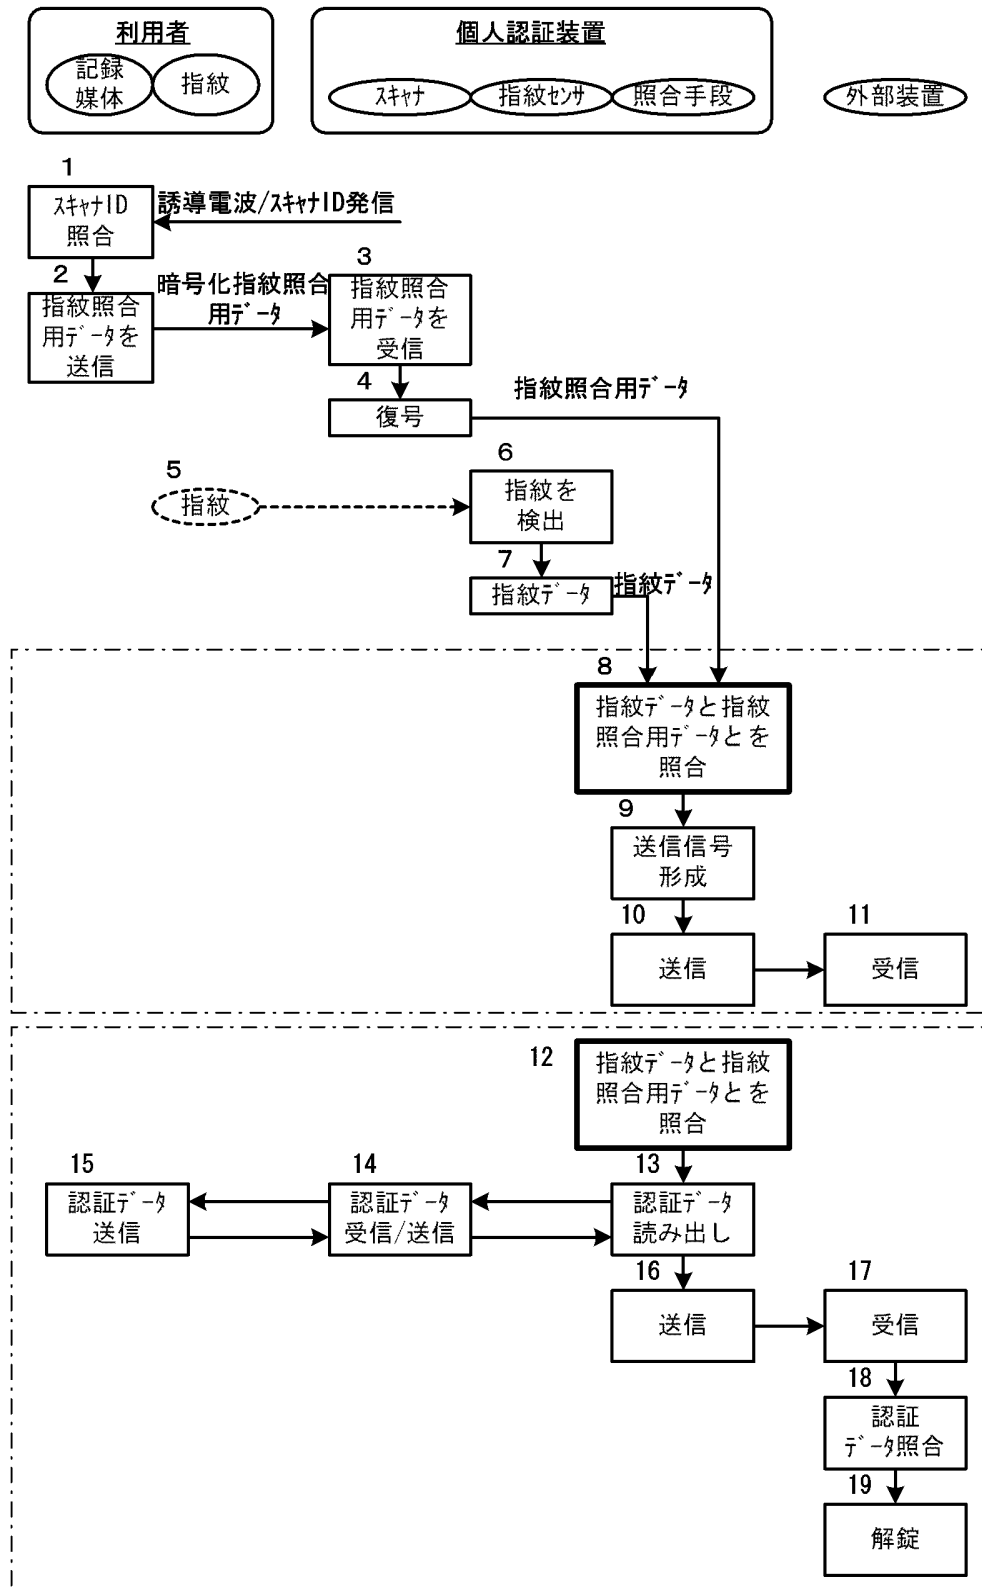 利用者
記録
媒体
指紋
個人認証装置
ｽｷｬﾅ
指紋ｾﾝｻ
照合手段
外部装置
1
ｽｷｬﾅID
照合
誘導電波/ｽｷｬﾅID発信
2
指紋照合
用ﾃﾞｰﾀを
送信
暗号化指紋照合
用ﾃﾞｰﾀ
3
指紋照合
用ﾃﾞｰﾀを
受信
4
復号
指紋照合用ﾃﾞｰﾀ
5
指紋
6
指紋を
検出
7
指紋ﾃﾞｰﾀ
指紋ﾃﾞｰﾀ
8
指紋ﾃﾞｰﾀと指紋
照合用ﾃﾞｰﾀとを
照合
9
送信信号
形成
10
送信
11
受信
12
指紋ﾃﾞｰﾀと指紋
照合用ﾃﾞｰﾀとを
照合
13
認証ﾃﾞｰﾀ
読み出し
14
認証ﾃﾞｰﾀ
受信/送信
15
認証ﾃﾞｰﾀ
送信
16
送信
17
受信
18
認証
ﾃﾞｰﾀ照合
19
解錠